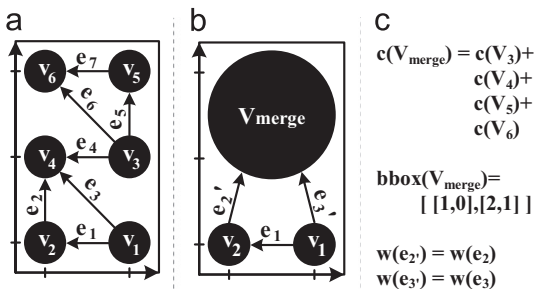 a
b
c
V6
e7
V5
e6
e5
V4
e4
V3
e2
e3
V2
e1
V1
Vmerge
e2'
e3'
V2
e1
V1
c(Vmerge) = c(V3)+
c(V4)+
c(V5)+
c(V6)
bbox(Vmerge)=
[ [1,0],[2,1] ]
w(e2') = w(e2)
w(e3') = w(e3)